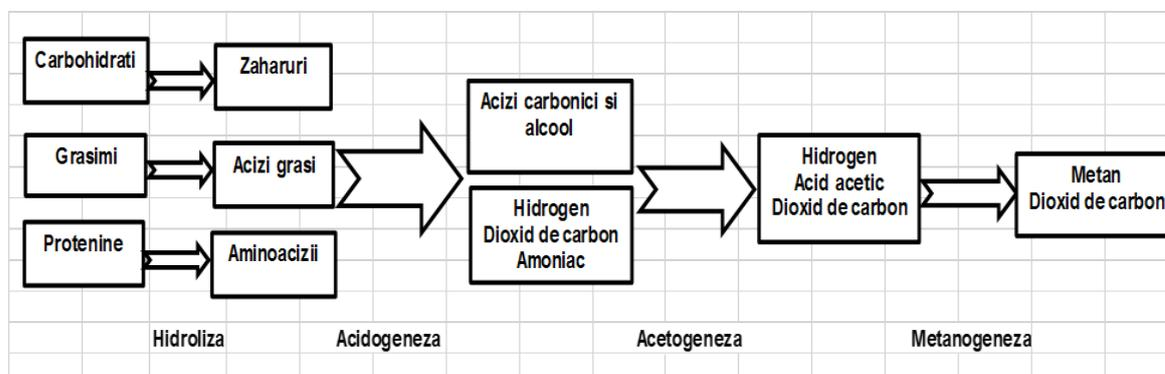 Carbohidrati
Zaharuri
Grasimi
Acizi grasi
Protenine
Aminoacizii
Acizi carbonici si
alcool
Hidrogen
Dioxid de carbon
Amoniac
Hidrogen
Acid acetic
Dioxid de carbon
Metan
Dioxid de carbon
Hidroliza
Acidogeneza
Acetogeneza
Metanogeneza